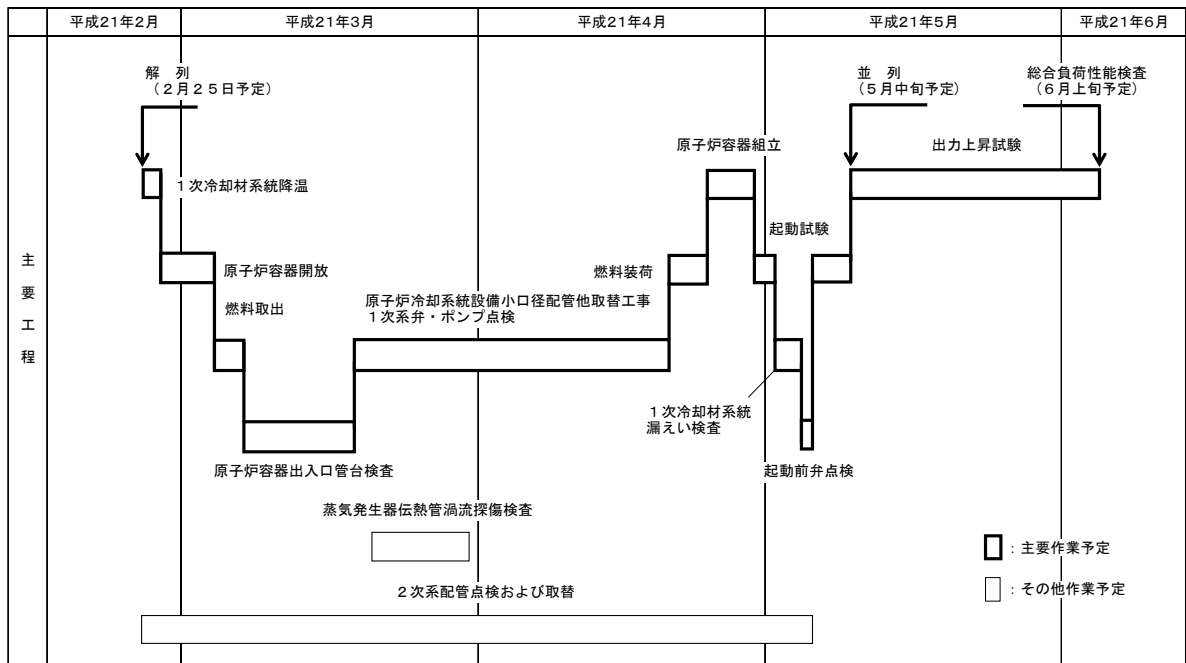 平成21年2月
平成21年3月
平成21年4月
平成21年5月
平成21年6月
主要工程
解　列
（２月２５日予定）
並　列
（５月中旬予定）
総合負荷性能検査
（６月上旬予定）
原子炉容器組立
出力上昇試験
１次冷却材系統降温
起動試験
原子炉容器開放
燃料装荷
燃料取出
原子炉冷却系統設備小口径配管他取替工事
１次系弁・ポンプ点検
１次冷却材系統
漏えい検査
原子炉容器出入口管台検査
起動前弁点検
蒸気発生器伝熱管渦流探傷検査
：主要作業予定
２次系配管点検および取替
：その他作業予定